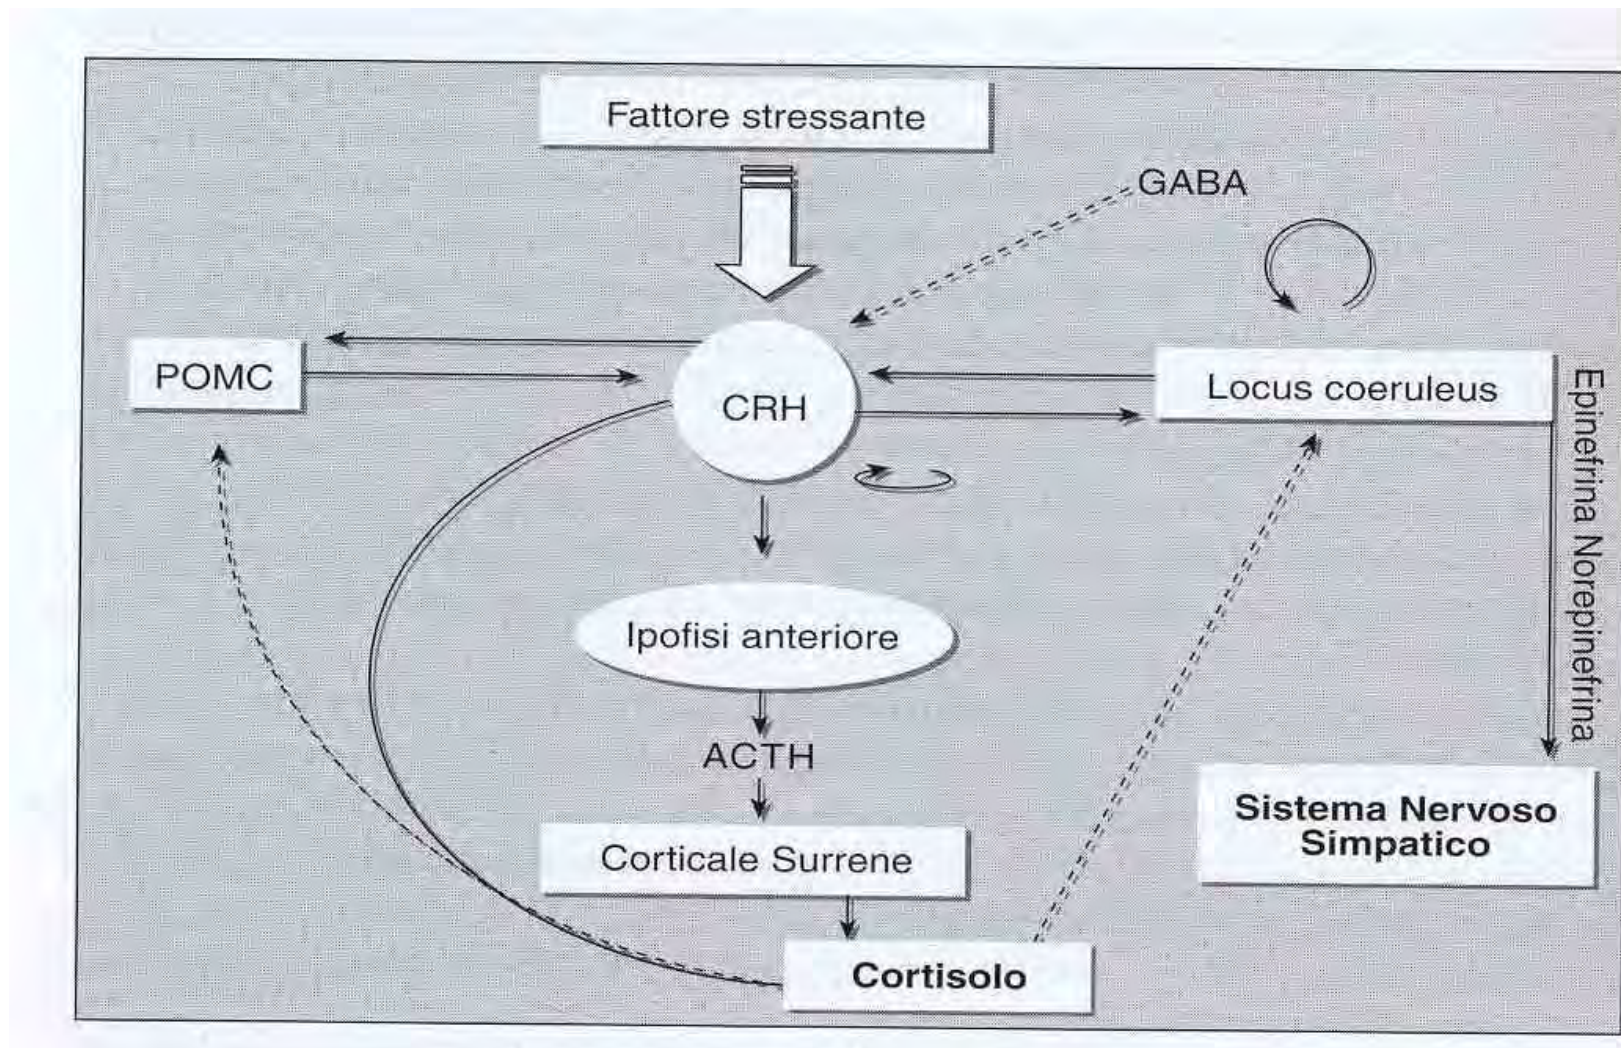 Fattore stressante
GABA
POMC
CRH
Locus coeruleus
Epinefrina Norepinefrina
Ipofisi anteriore
ACTH
Sistema Nervoso
Simpatico
Corticale Surrene
Cortisolo